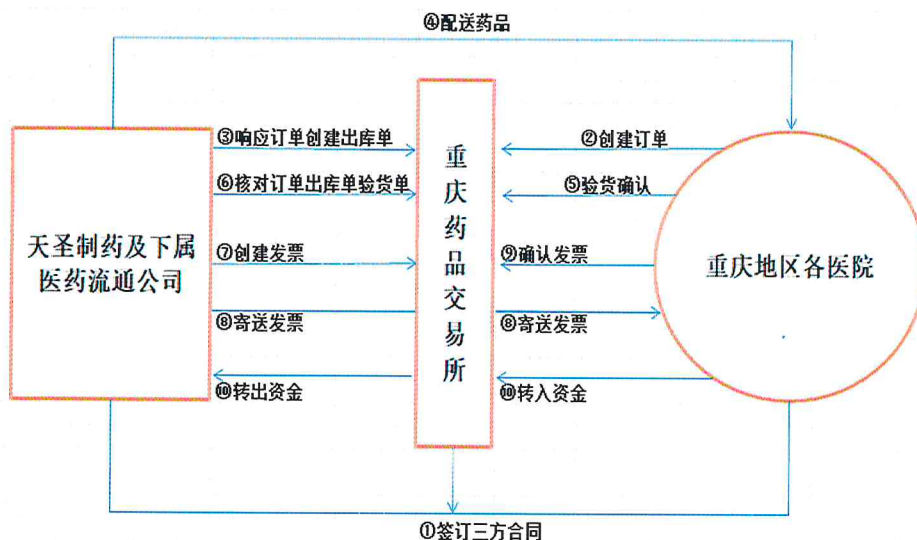 ④配送药品
③响应订单创建出库单
②创建订单
⑥核对订单出库单验货单
⑤验货确认
天圣制药及下属
医药流通公司
重庆药品交易所
重庆地区各医院
⑦创建发票
⑨确认发票
⑧寄送发票
⑧寄送发票
⑩转出资金
⑩转入资金
①签订三方合同